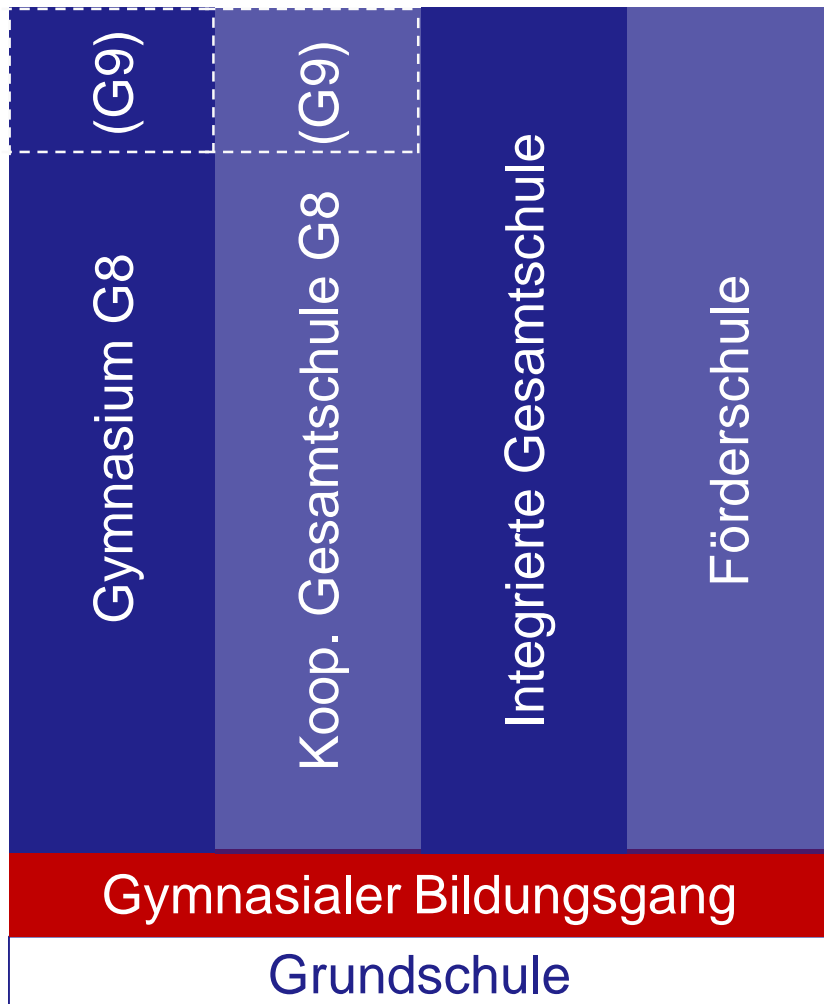 (G9)
Gymnasium G8
(G9)
Koop. Gesamtschule G8
Integrierte Gesamtschule
Förderschule
Gymnasialer Bildungsgang
Grundschule